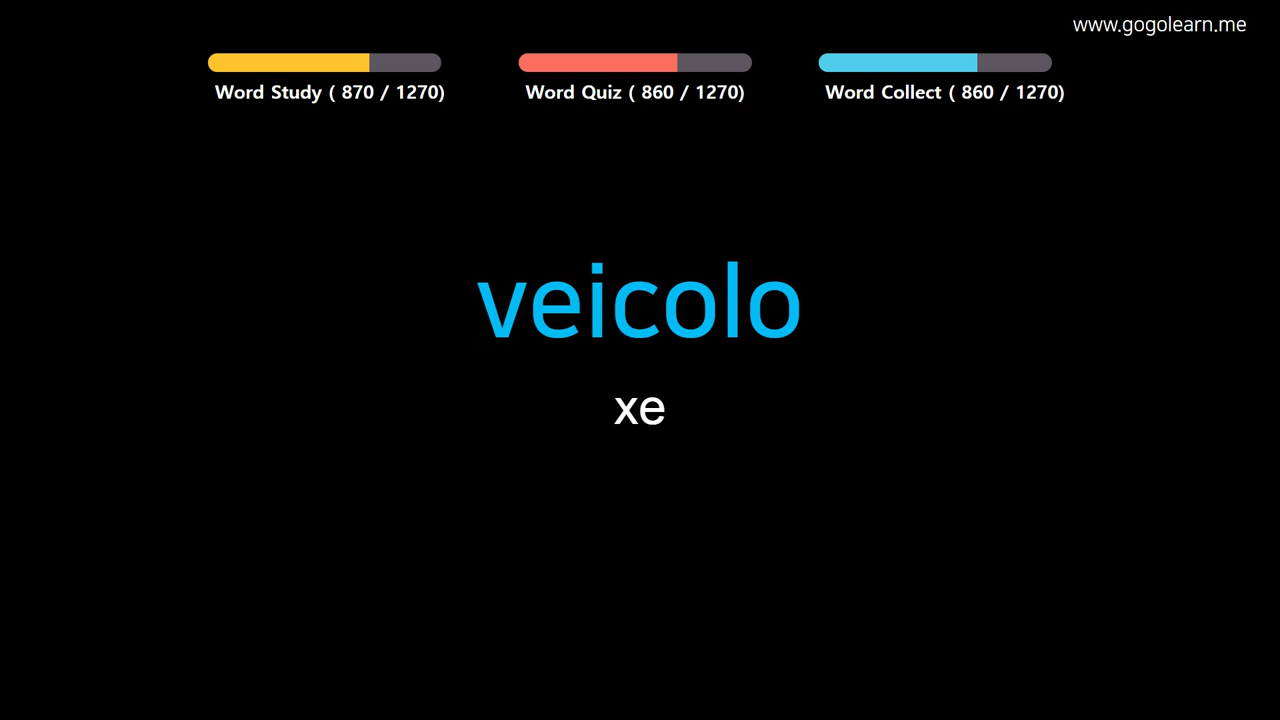 www.gogolearn.me
Word Study ( 870 / 1270)
Word Quiz ( 860 / 1270)
Word Collect ( 860 / 1270)
veicolo
xe